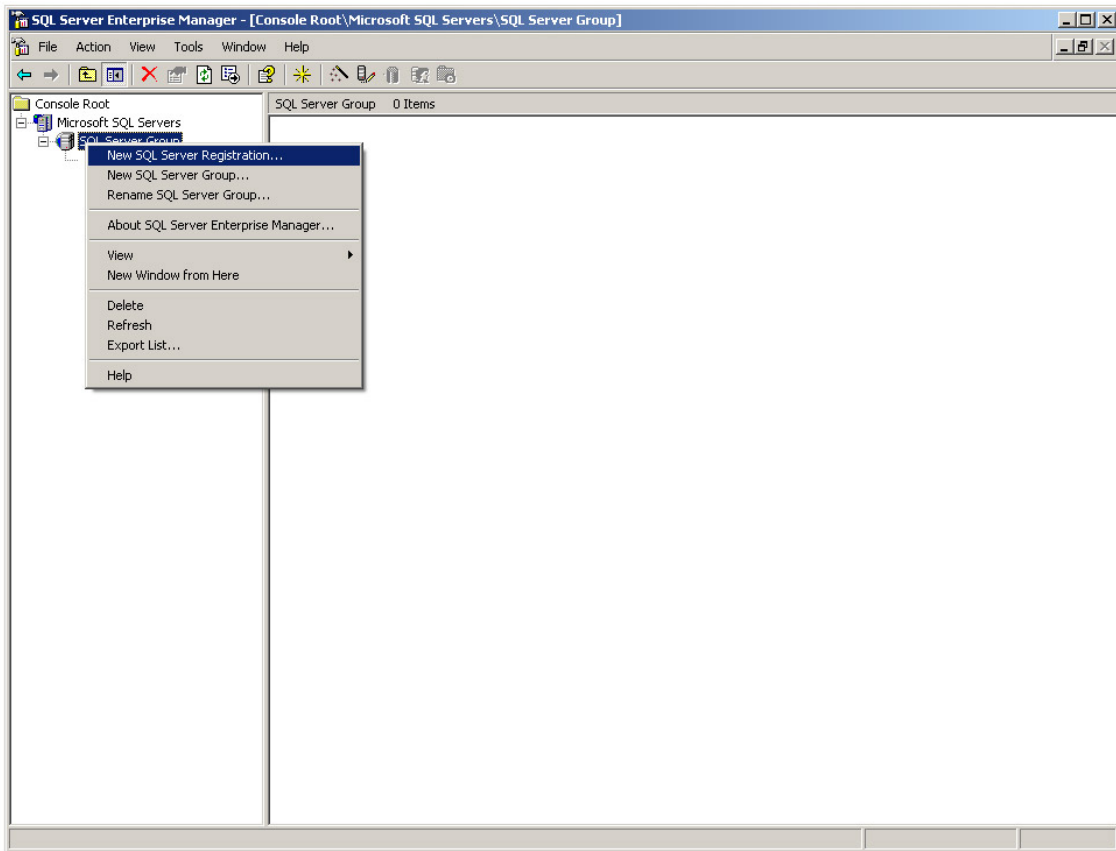 SQL Server Enterprise Manager - [Console Root\Microsoft SQL Servers\SQL Server Group]
File Action View Tools Window Help
Console Root
SQL Server Group 0 Items
Microsoft SQL Servers
SQL Server Group
New SQL Server Registration...
New SQL Server Group...
Rename SQL Server Group...
About SQL Server Enterprise Manager...
View
New Window from Here
Delete
Refresh
Export List...
Help